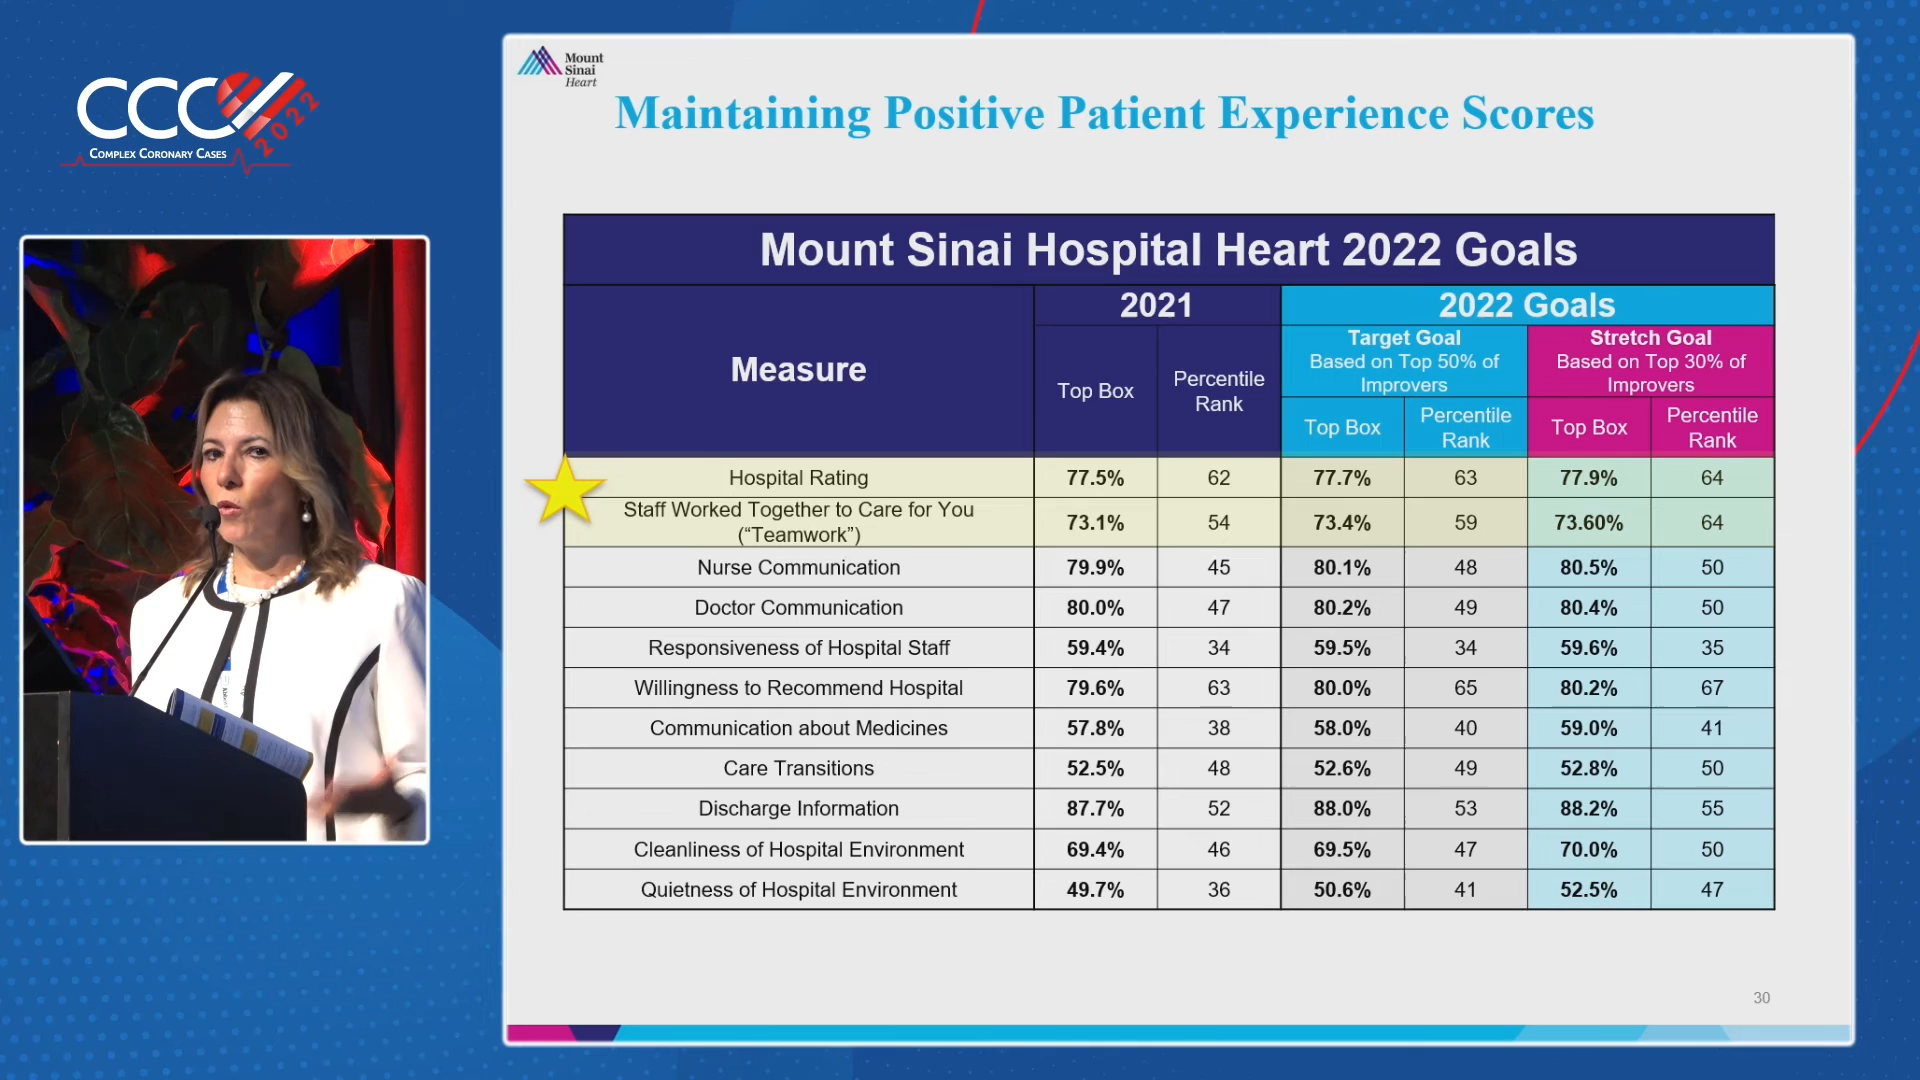 CCC
2022
COMPLEX CORONARY CASES
Mount
Sinai
Heart
Maintaining Positive Patient Experience Scores
Mount Sinai Hospital Heart 2022 Goals
Measure
2021
2022 Goals
Top Box
Percentile
Rank
Target Goal
Based on Top 50% of
Improvers
Stretch Goal
Based on Top 30% of
Improvers
Top Box
Percentile
Rank
Top Box
Percentile
Rank
Hospital Rating 77.5% 62 77.7% 63 77.9% 64
Staff Worked Together to Care for You
(“Teamwork”) 73.1% 54 73.4% 59 73.60% 64
Nurse Communication 79.9% 45 80.1% 48 80.5% 50
Doctor Communication 80.0% 47 80.2% 49 80.4% 50
Responsiveness of Hospital Staff 59.4% 34 59.5% 34 59.6% 35
Willingness to Recommend Hospital 79.6% 63 80.0% 65 80.2% 67
Communication about Medicines 57.8% 38 58.0% 40 59.0% 41
Care Transitions 52.5% 48 52.6% 49 52.8% 50
Discharge Information 87.7% 52 88.0% 53 88.2% 55
Cleanliness of Hospital Environment 69.4% 46 69.5% 47 70.0% 50
Quietness of Hospital Environment 49.7% 36 50.6% 41 52.5% 47
30